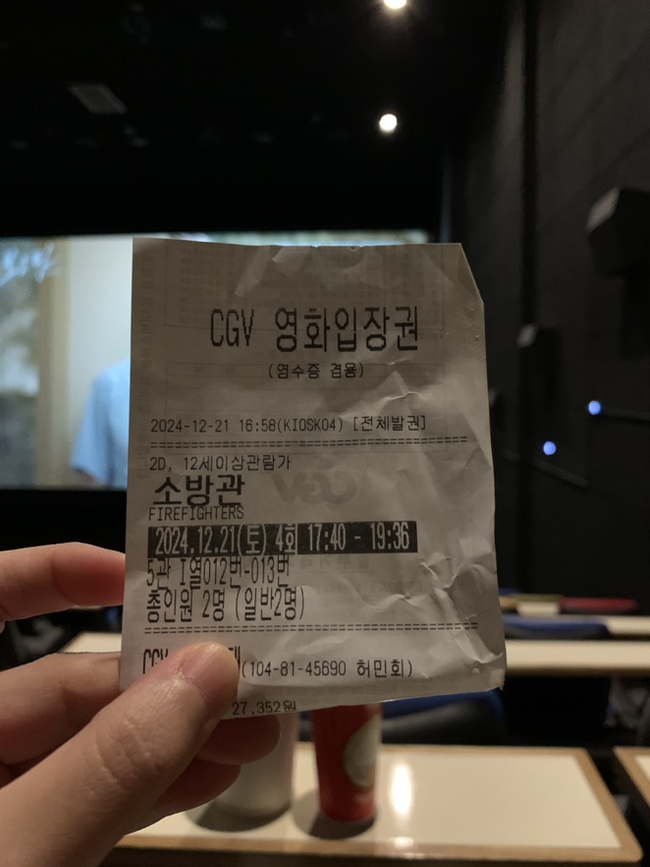 CGV 영화입장권
(영수증 겸용)
2024-12-21 16:58(KIOSK04) [전체발권]
2D, 12세이상관람가
소방관
FIREFIGHTERS
2024.12.21(토) 4회 17:40 - 19:36
5관 I열012번-013번
총인원 2명 (일반2명)
CGV (104-81-45690 허민회)
27,352원